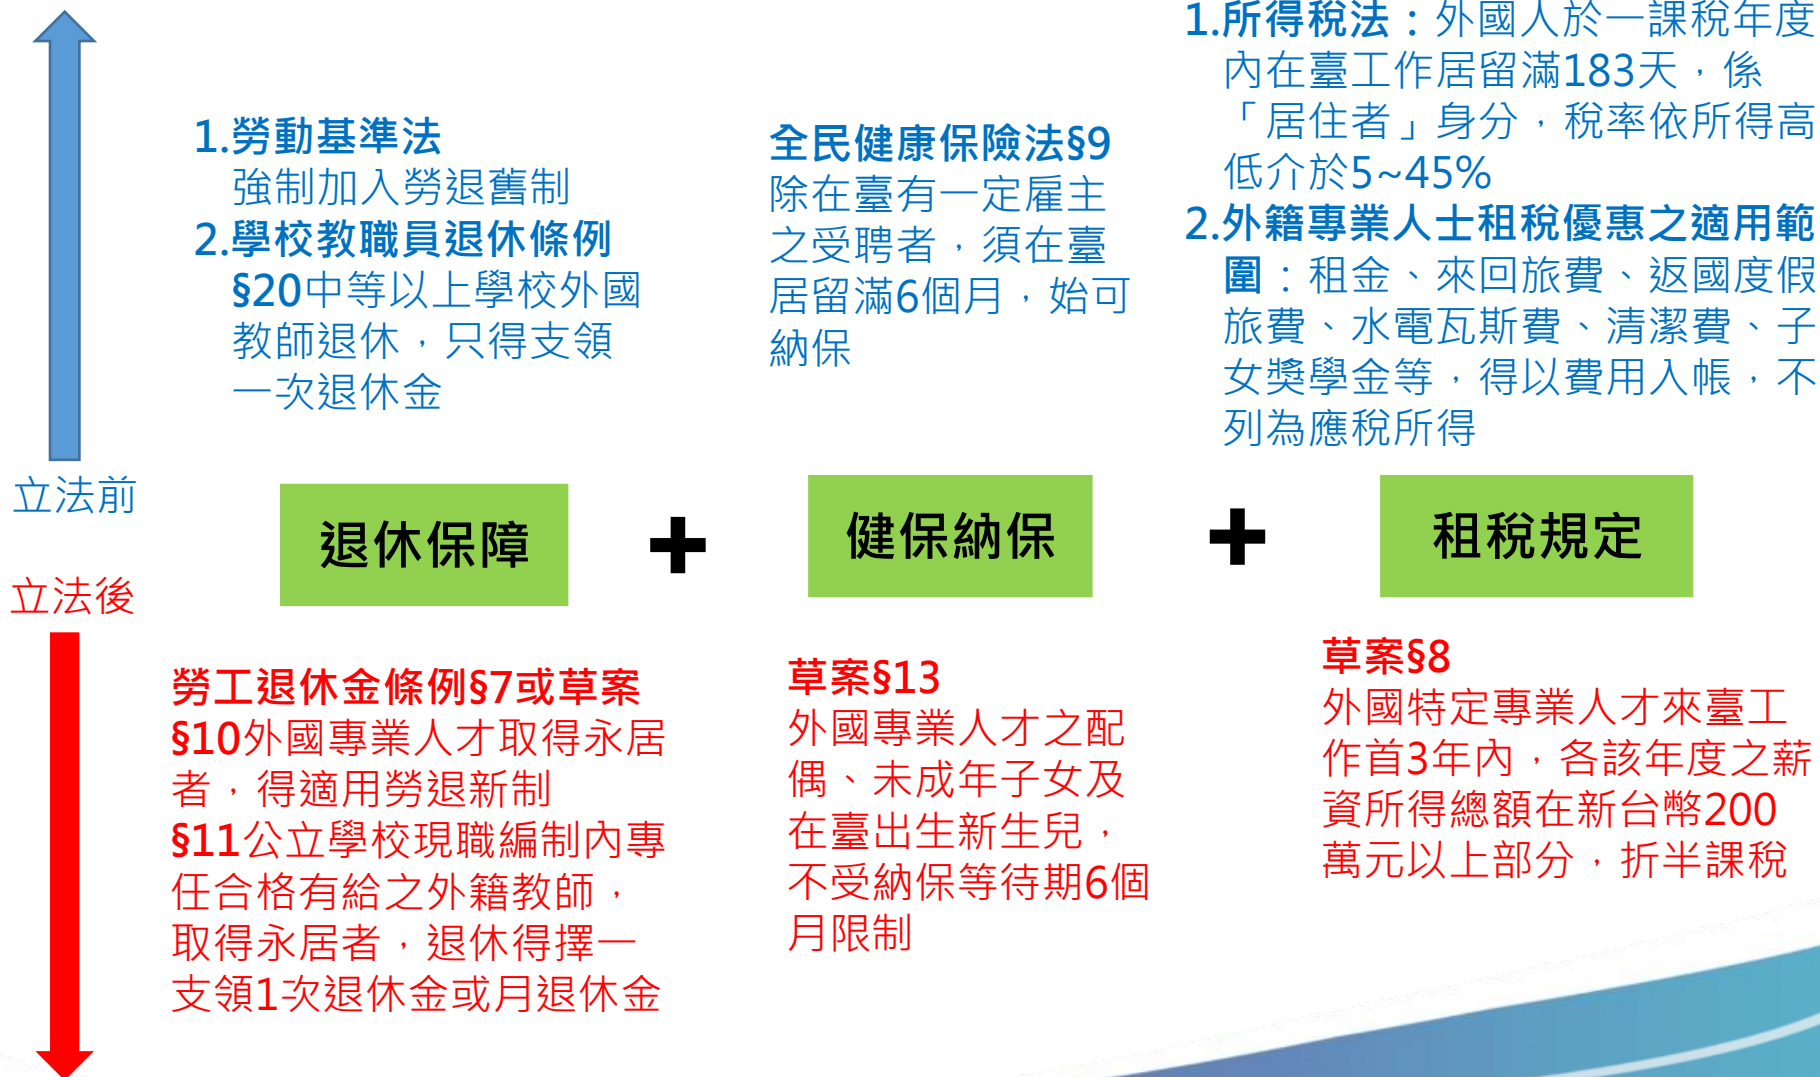 1.勞動基準法
強制加入勞退舊制
2.學校教職員退休條例
§20中等以上學校外國
教師退休，只得支領
一次退休金
全民健康保險法§9
除在臺有一定雇主
之受聘者，須在臺
居留滿6個月，始可
納保
1.所得稅法：外國人於一課稅年度
內在臺工作居留滿183天，係
「居住者」身分，稅率依所得高
低介於5~45%
2.外籍專業人士租稅優惠之適用範
圍：租金、來回旅費、返國度假
旅費、水電瓦斯費、清潔費、子
女獎學金等，得以費用入帳，不
列為應稅所得
立法前
退休保障
+
健保納保
+
租稅規定
立法後
勞工退休金條例§7或草案
§10外國專業人才取得永居
者，得適用勞退新制
§11公立學校現職編制內專
任合格有給之外籍教師，
取得永居者，退休得擇一
支領1次退休金或月退休金
草案§13
外國專業人才之配
偶、未成年子女及
在臺出生新生兒，
不受納保等待期6個
月限制
草案§8
外國特定專業人才來臺工
作首3年內，各該年度之薪
資所得總額在新台幣200
萬元以上部分，折半課稅